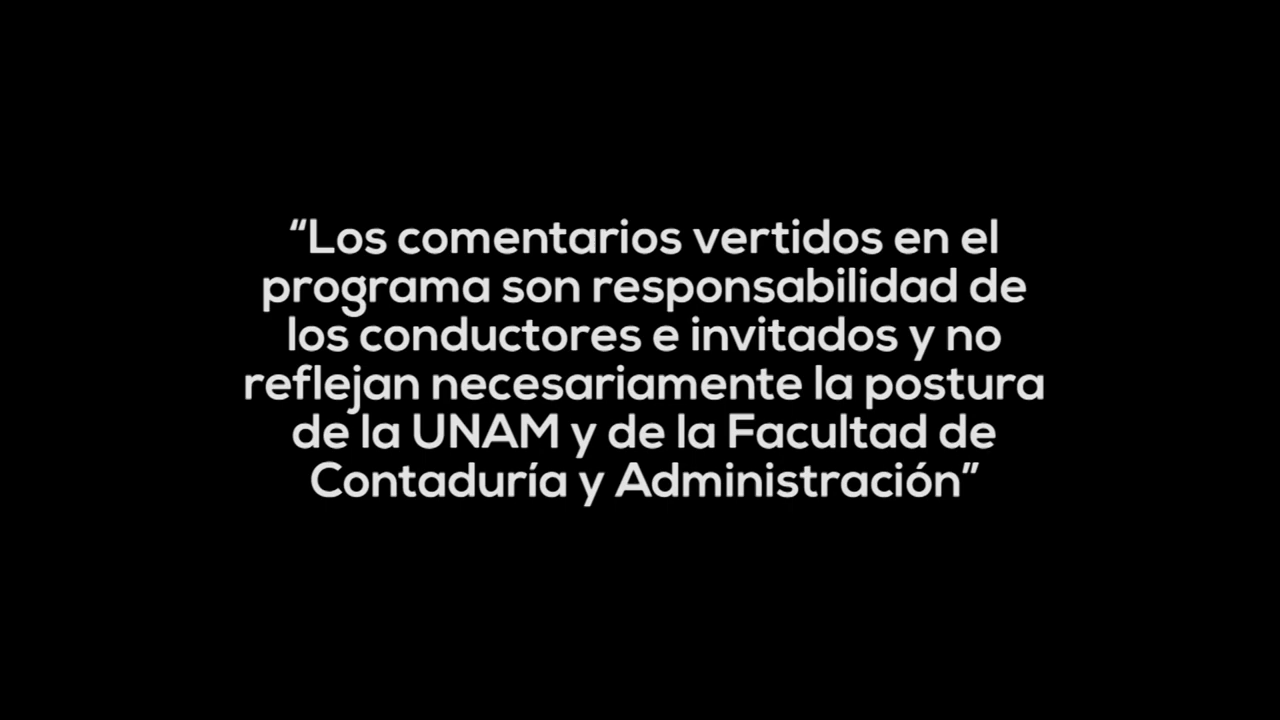 “Los comentarios vertidos en el
programa son responsabilidad de
los conductores e invitados y no
reflejan necesariamente la postura
de la UNAM y de la Facultad de
Contaduría y Administración”